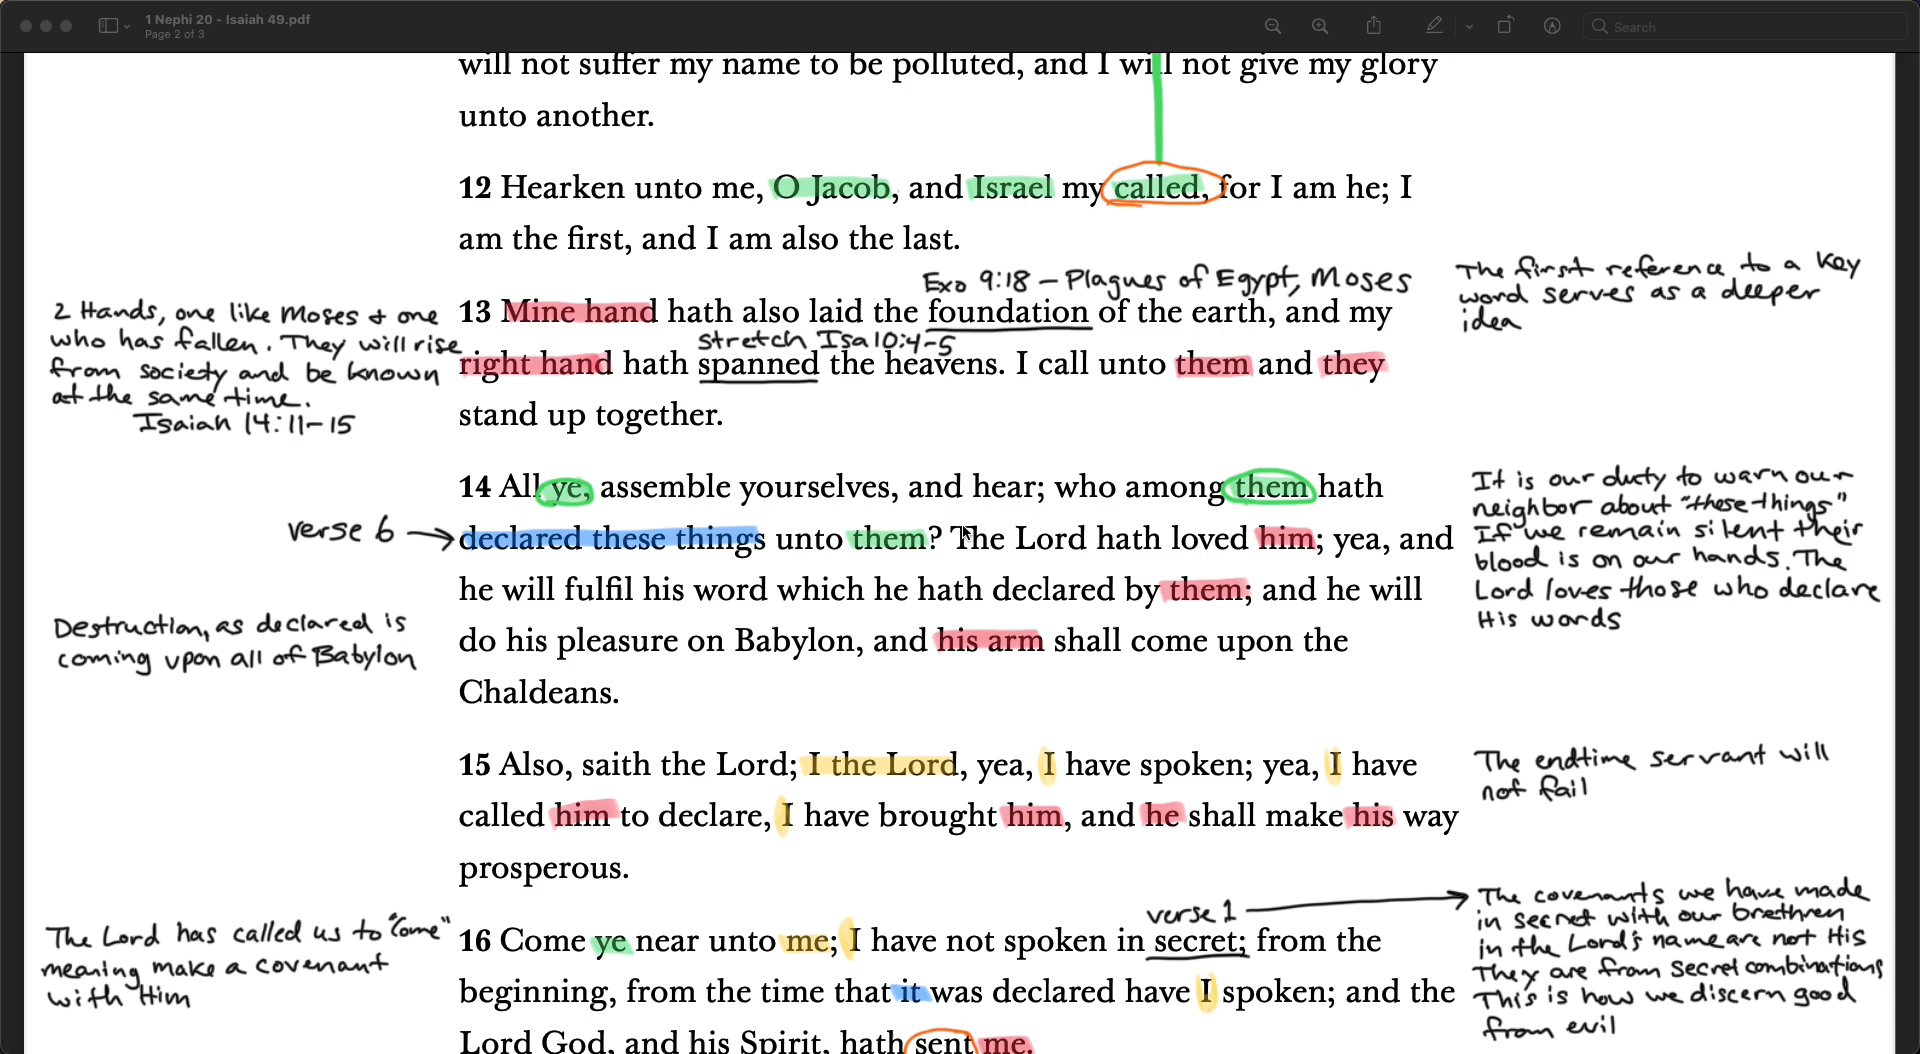 1 Nephi 20 - Isaiah 49.pdf
Page 2 of 3
Search
will not suffer my name to be polluted, and I will not give my glory
unto another.
12 Hearken unto me, O Jacob, and Israel my called, for I am he; I
am the first, and I am also the last.
Exo 9:18 – Plagues of Egypt, Moses
The first reference to a key
word serves as a deeper
idea
2 Hands, one like Moses + one
who has fallen. They will rise
from society and be known
at the same time.
Isaiah 14:11-15
13 Mine hand hath also laid the foundation of the earth, and my
stretch Isa 10:4-5
right hand hath spanned the heavens. I call unto them and they
stand up together.
14 All ye, assemble yourselves, and hear; who among them hath
verse 6
declared these things unto them? The Lord hath loved him; yea, and
he will fulfil his word which he hath declared by them; and he will
do his pleasure on Babylon, and his arm shall come upon the
Chaldeans.
It is our duty to warn our
neighbor about "these things"
If we remain silent their
blood is on our hands. The
Lord loves those who declare
His words
Destruction, as declared is
coming upon all of Babylon
15 Also, saith the Lord; I the Lord, yea, I have spoken; yea, I have
called him to declare, I have brought him, and he shall make his way
prosperous.
The endtime servant will
not fail
verse 1
The Lord has called us to "Come"
meaning make a covenant
with Him
16 Come ye near unto me; I have not spoken in secret; from the
beginning, from the time that it was declared have I spoken; and the
Lord God, and his Spirit, hath sent me.
The covenants we have made
in secret with our brethren
in the Lord's name are not His
They are from secret combinations
This is how we discern good
from evil